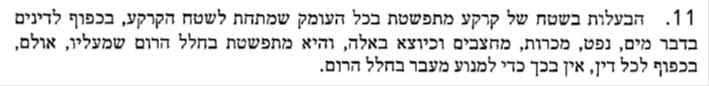 11. הבעלות בשטח של קרקע מתפשטת בכל העומק שמתחת לשטח הקרקע, בכפוף לדינים
בדבר מים, נפט, מכרות, מחצבים וכיוצא באלה, והיא מתפשטת בחלל הרום שמעליו, אולם,
בכפוף לכל דין, אין בכך כדי למנוע מעבר בחלל הרום.